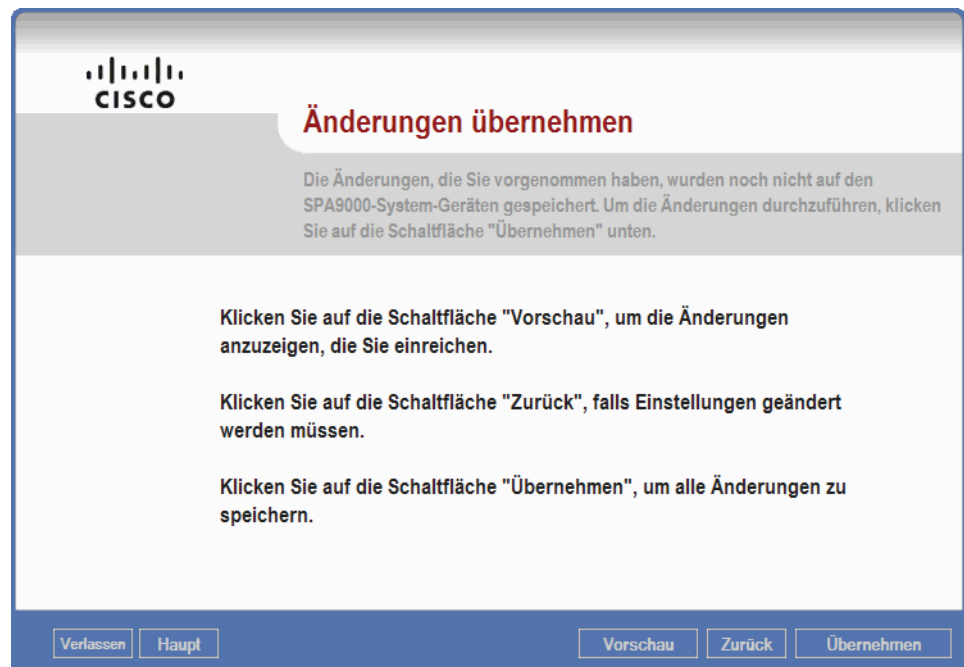 CISCO
Änderungen übernehmen
Die Änderungen, die Sie vorgenommen haben, wurden noch nicht auf den
SPA9000-System-Geräten gespeichert. Um die Änderungen durchzuführen, klicken
Sie auf die Schaltfläche "Übernehmen" unten.
Klicken Sie auf die Schaltfläche "Vorschau", um die Änderungen
anzuzeigen, die Sie einreichen.
Klicken Sie auf die Schaltfläche "Zurück", falls Einstellungen geändert
werden müssen.
Klicken Sie auf die Schaltfläche "Übernehmen", um alle Änderungen zu
speichern.
Verlassen Haupt Vorschau Zurück Übernehmen